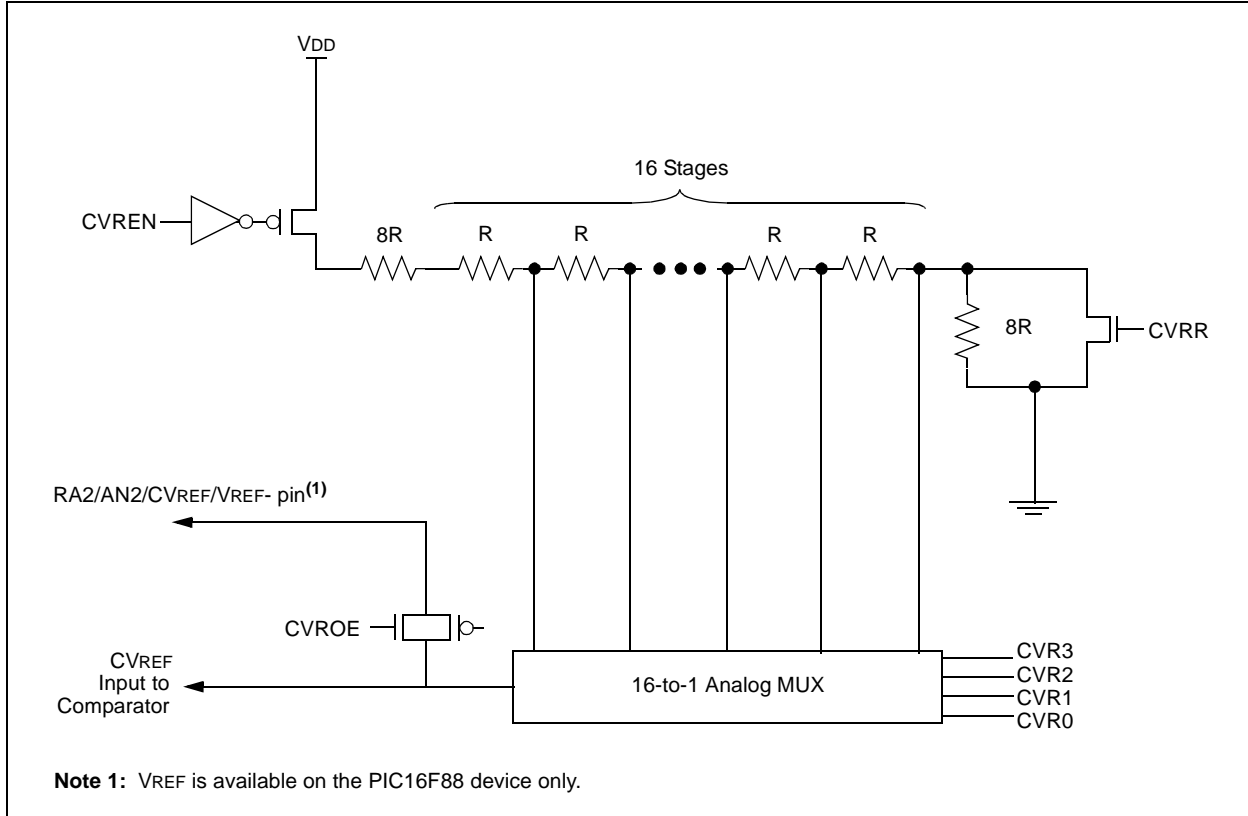 VDD
16 Stages
CVREN
8R
R
R
R
R
8R
CVRR
RA2/AN2/CVREF/VREF- pin(1)
CVROE
CVREF
Input to
Comparator
16-to-1 Analog MUX
CVR3
CVR2
CVR1
CVR0
Note 1: VREF is available on the PIC16F88 device only.